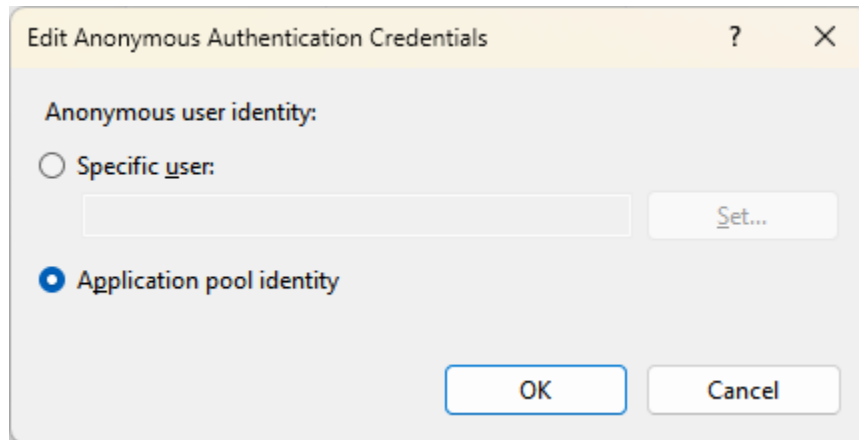 Edit Anonymous Authentication Credentials ?
Anonymous user identity:
Specific user:
Set...
Application pool identity
OK Cancel